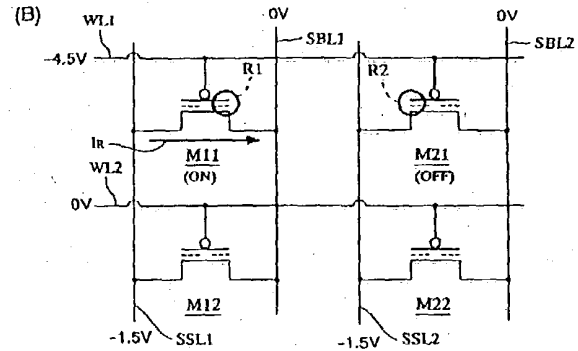 (B)
WL1
0V
0V
-4.5V
SBL1
SBL2
R1
R2
IR
M11
(ON)
M21
(OFF)
WL2
0V
M12
M22
-1.5V
SSL1
-1.5V
SSL2